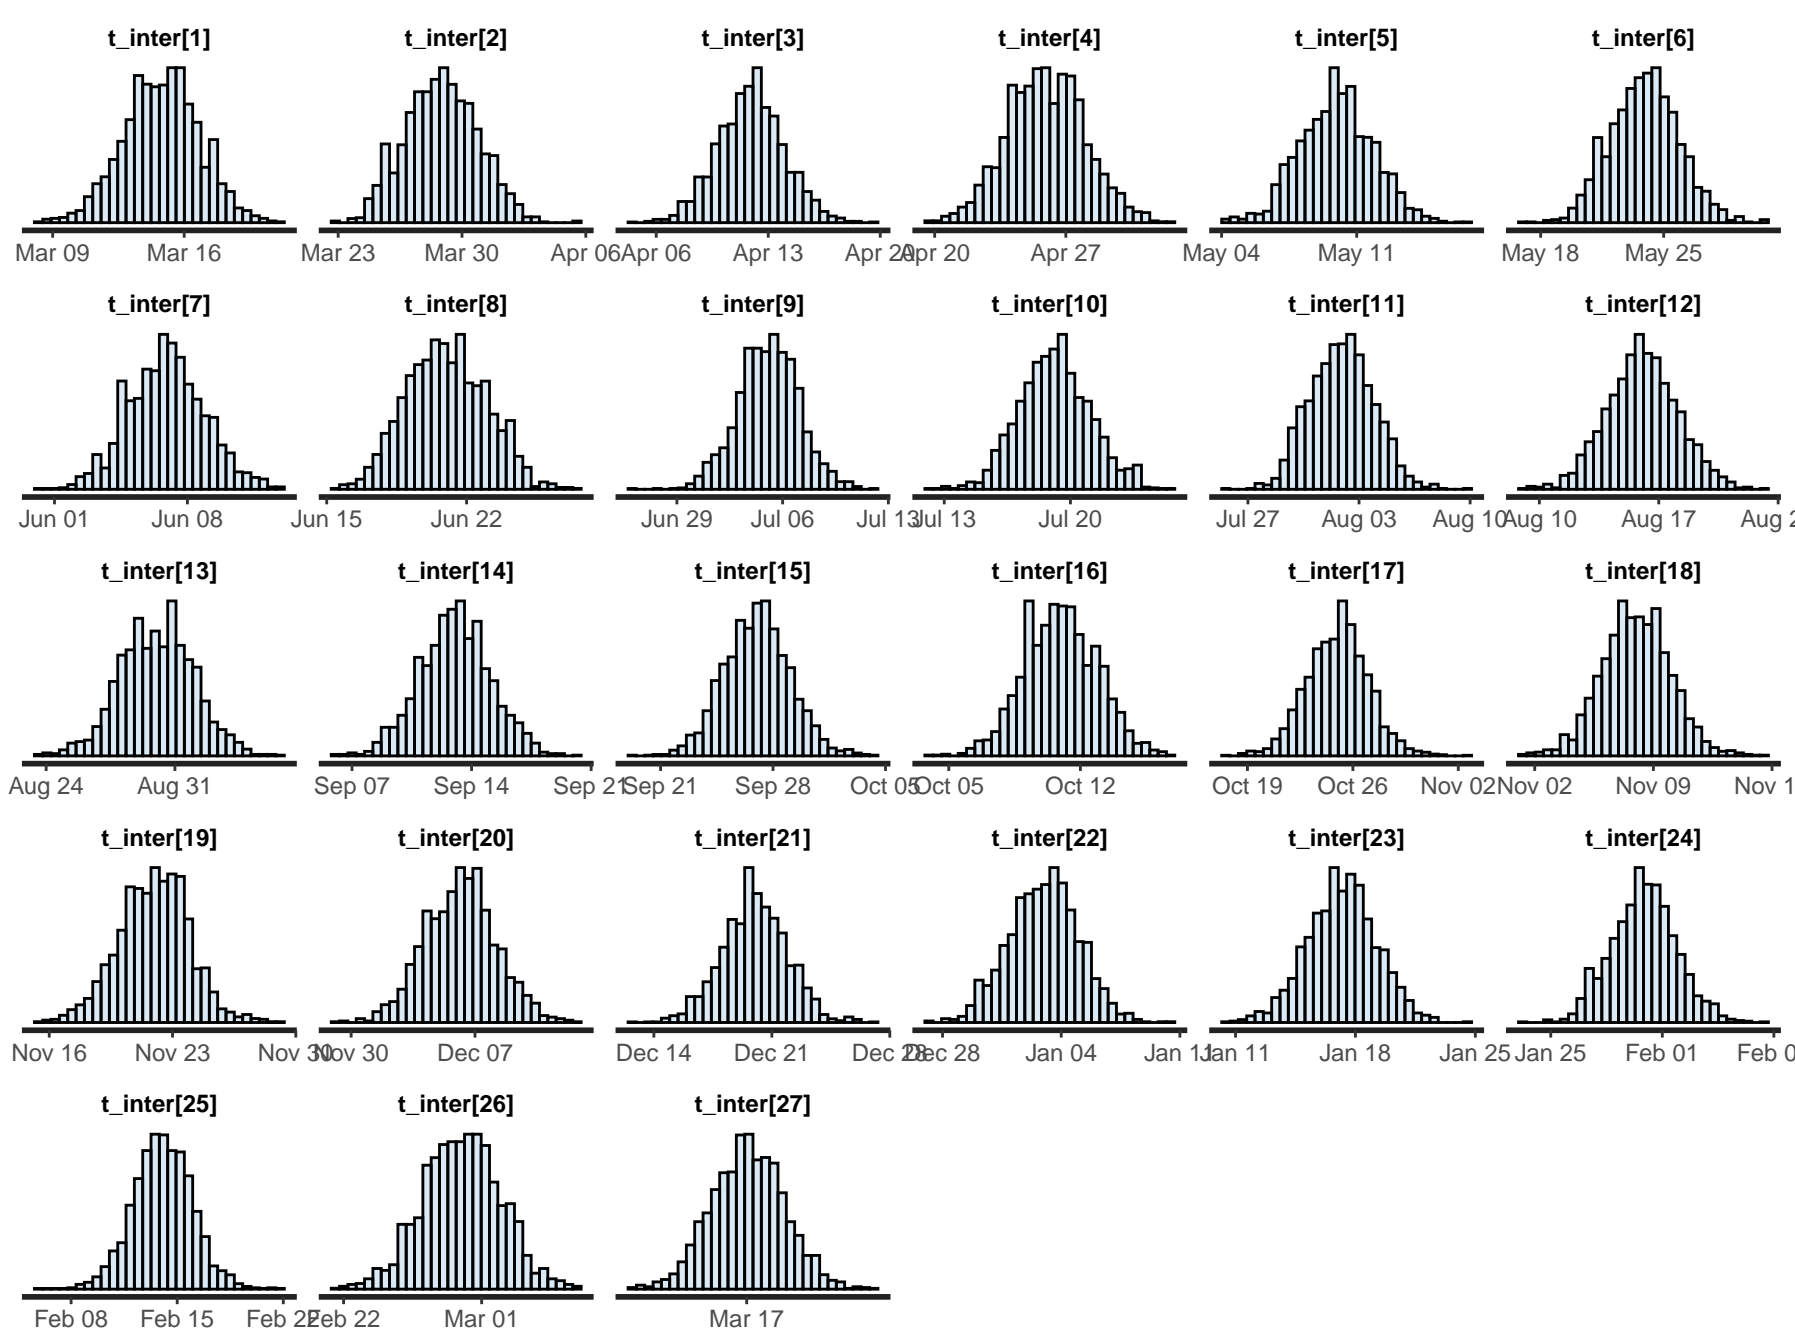 t_inter[1] t_inter[2] t_inter[3] t_inter[4] t_inter[5] t_inter[6]
Mar 09 Mar 16 Mar 23 Mar 30 Apr 06 Apr 06 Apr 13 Apr 20 Apr 20 Apr 27 May 04 May 11 May 18 May 25
t_inter[7] t_inter[8] t_inter[9] t_inter[10] t_inter[11] t_inter[12]
Jun 01 Jun 08 Jun 15 Jun 22 Jun 29 Jul 06 Jul 13 Jul 13 Jul 20 Jul 27 Aug 03 Aug 10 Aug 10 Aug 17 Aug 2
t_inter[13] t_inter[14] t_inter[15] t_inter[16] t_inter[17] t_inter[18]
Aug 24 Aug 31 Sep 07 Sep 14 Sep 21 Sep 21 Sep 28 Oct 05 Oct 05 Oct 12 Oct 19 Oct 26 Nov 02 Nov 02 Nov 09 Nov 1
t_inter[19] t_inter[20] t_inter[21] t_inter[22] t_inter[23] t_inter[24]
Nov 16 Nov 23 Nov 30 Nov 30 Dec 07 Dec 14 Dec 21 Dec 28 Dec 28 Jan 04 Jan 11 Jan 11 Jan 18 Jan 25 Jan 25 Feb 01 Feb 0
t_inter[25] t_inter[26] t_inter[27]
Feb 08 Feb 15 Feb 22 Feb 22 Mar 01 Mar 17